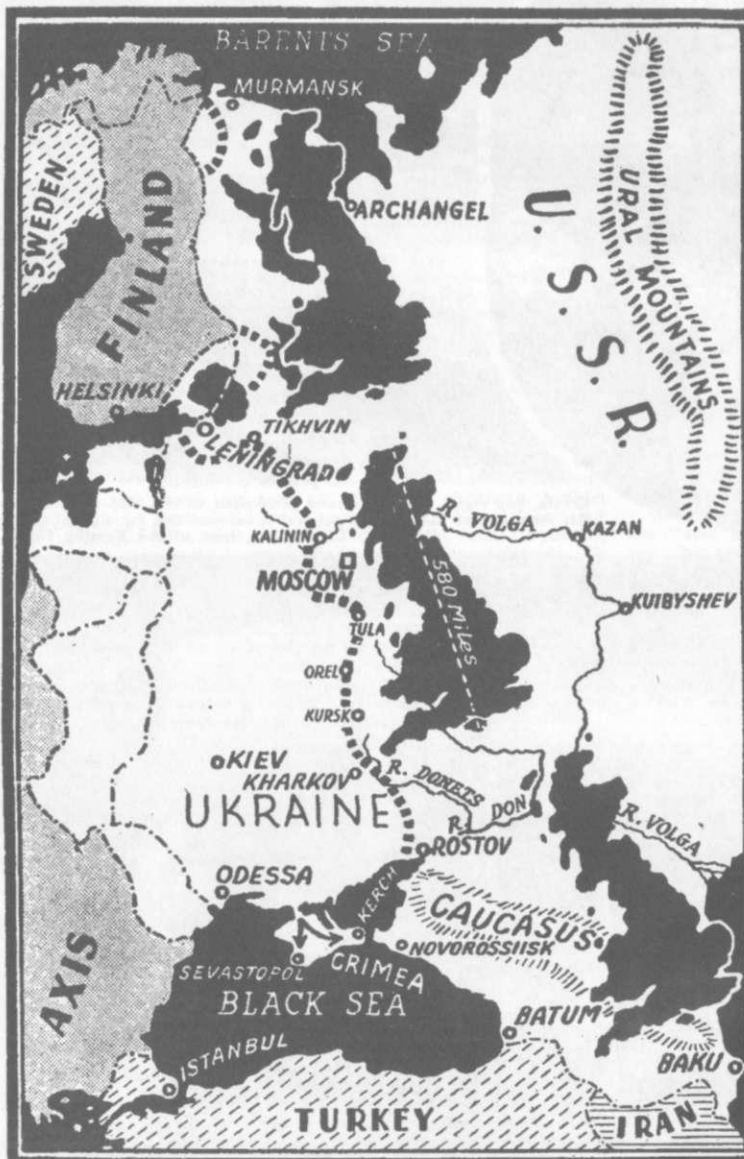 BARENTS SEA
MURMANSK
SWEDEN
FINLAND
ARCHANGEL
U. S. S. R.
URAL MOUNTAINS
HELSINKI
TIKHVIN
LENINGRAD
KALININ
R. VOLGA
KAZAN
MOSCOW
580 MILES
KUIBYSHEV
TULA
OREL
KURSK
KIEV
KHARKOV
R. DONETS
UKRAINE
R. DON
R. VOLGA
ROSTOV
ODESSA
KERCH
CAUCASUS
NOVOROSSIISK
SEVASTOPOL
CRIMEA
AXIS
BLACK SEA
BATUM
ISTANBUL
BAKU
TURKEY
IRAN